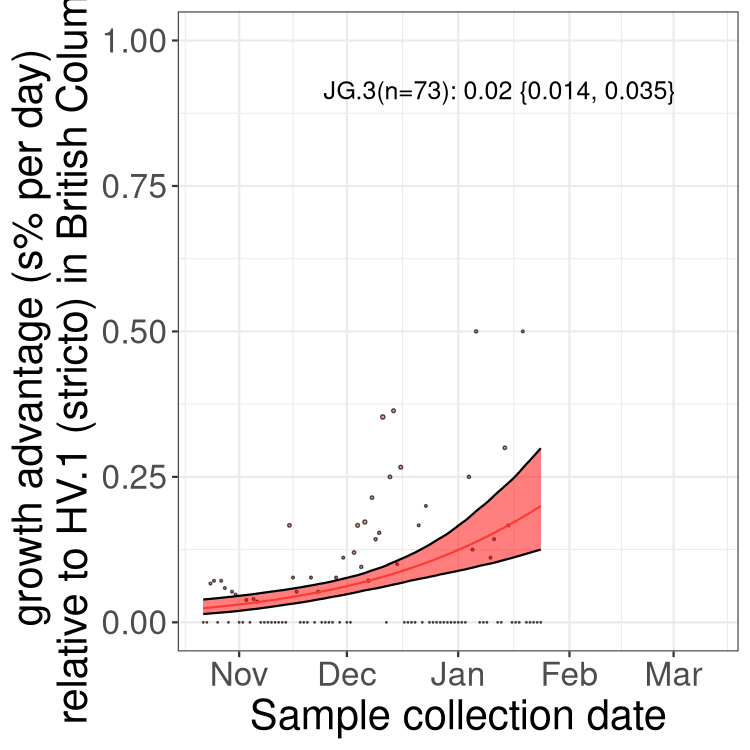 growth advantage (s% per day)
relative to HV.1 (stricto) in British Colum
1.00
0.75
0.50
0.25
0.00
JG.3(n=73): 0.02 {0.014, 0.035}
Nov Dec Jan Feb Mar
Sample collection date